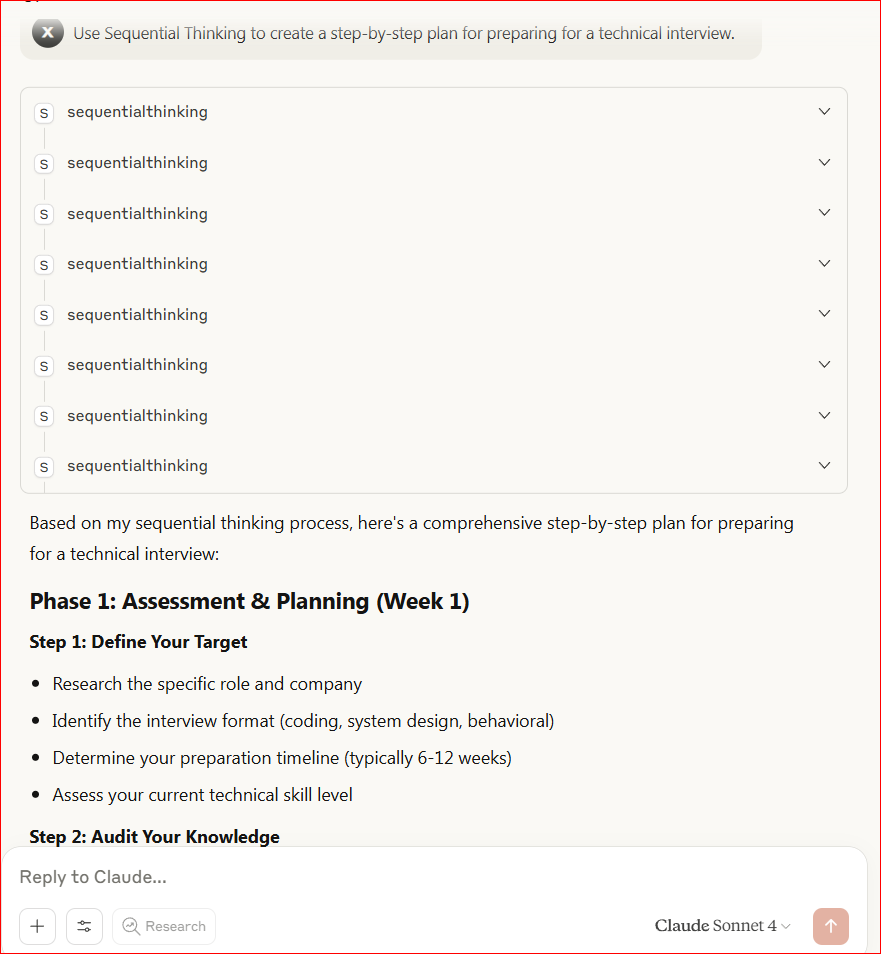 X Use Sequential Thinking to create a step-by-step plan for preparing for a technical interview.
S sequentialthinking
S sequentialthinking
S sequentialthinking
S sequentialthinking
S sequentialthinking
S sequentialthinking
S sequentialthinking
S sequentialthinking
Based on my sequential thinking process, here's a comprehensive step-by-step plan for preparing
for a technical interview:
Phase 1: Assessment & Planning (Week 1)
Step 1: Define Your Target
• Research the specific role and company
• Identify the interview format (coding, system design, behavioral)
• Determine your preparation timeline (typically 6-12 weeks)
• Assess your current technical skill level
Step 2: Audit Your Knowledge
Reply to Claude...
Research
Claude Sonnet 4